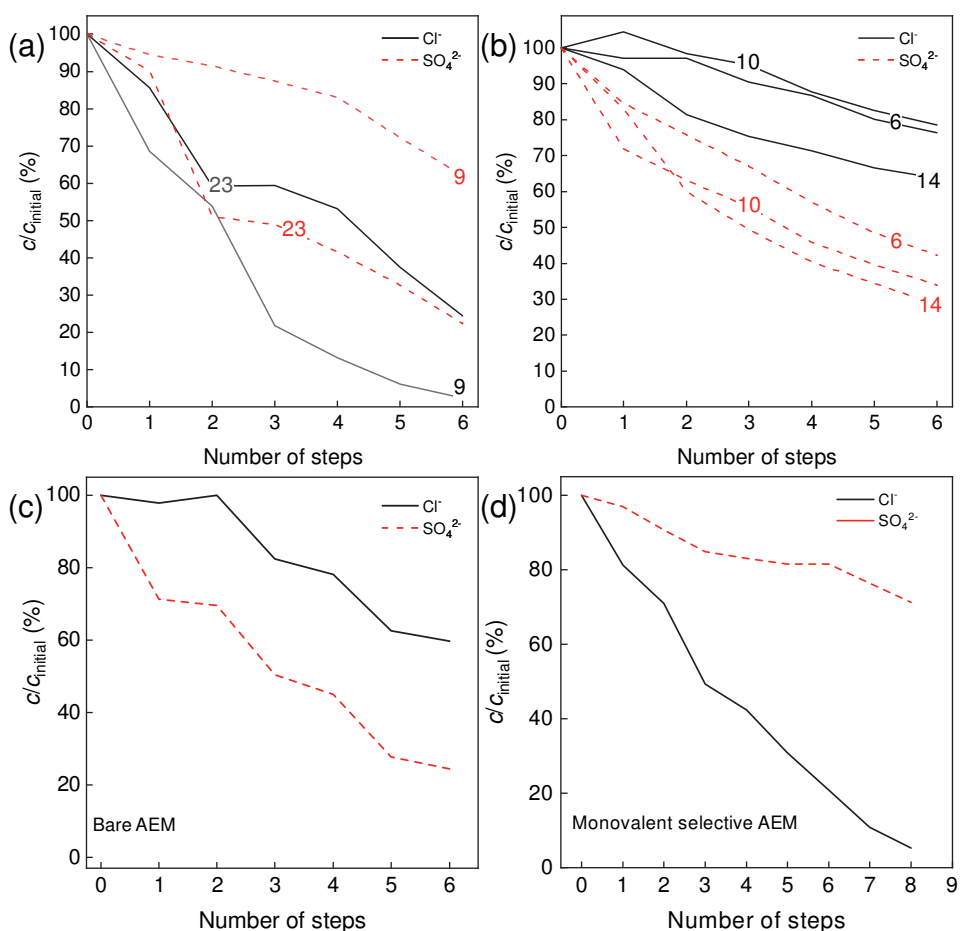 (a)
100
90
80
70
60
50
40
30
20
10
0
c/c_initial (%)
Cl⁻
SO₄²⁻
23
23
9
9
0 1 2 3 4 5 6
Number of steps
(b)
100
90
80
70
60
50
40
30
20
10
0
c/c_initial (%)
Cl⁻
SO₄²⁻
10
6
14
10
6
14
0 1 2 3 4 5 6
Number of steps
(c)
100
80
60
40
20
0
c/c_initial (%)
Cl⁻
SO₄²⁻
Bare AEM
0 1 2 3 4 5 6
Number of steps
(d)
100
80
60
40
20
0
c/c_initial (%)
Cl⁻
SO₄²⁻
Monovalent selective AEM
0 1 2 3 4 5 6 7 8 9
Number of steps